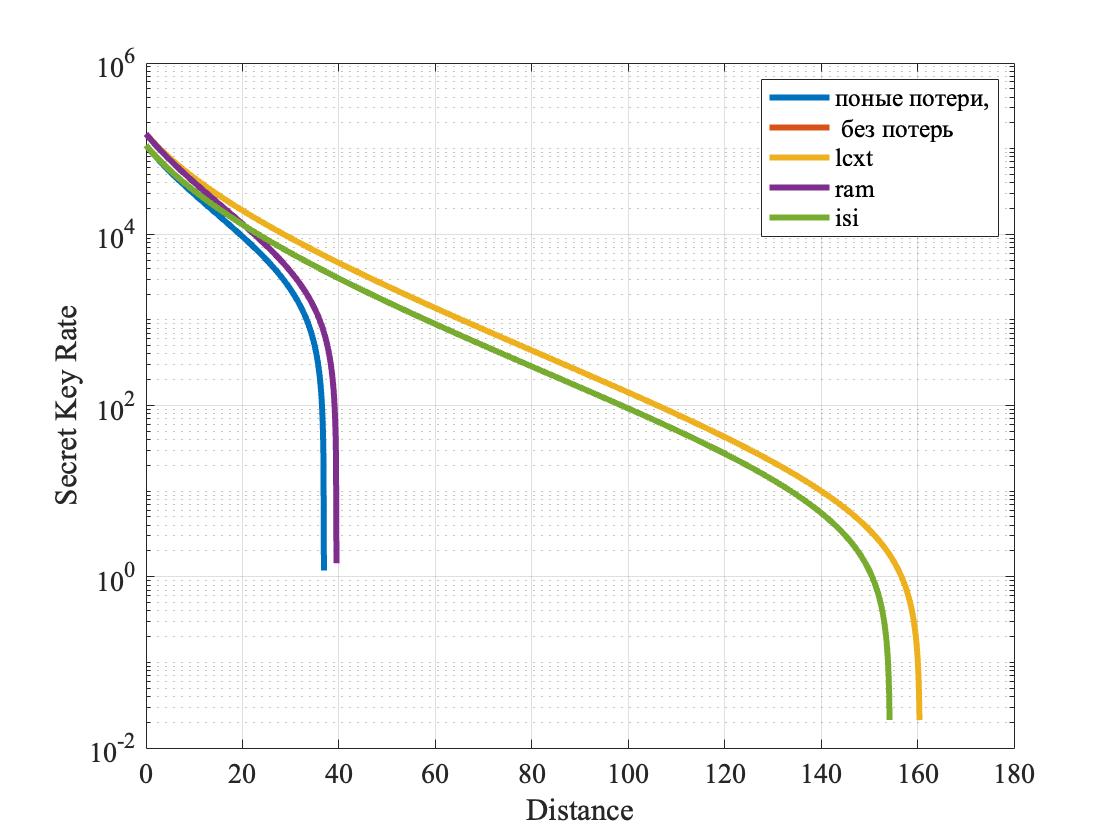 10^6
10^4
10^2
10^0
10^-2
Secret Key Rate
0 20 40 60 80 100 120 140 160 180
Distance
поные потери,
без потерь
lcxt
ram
isi